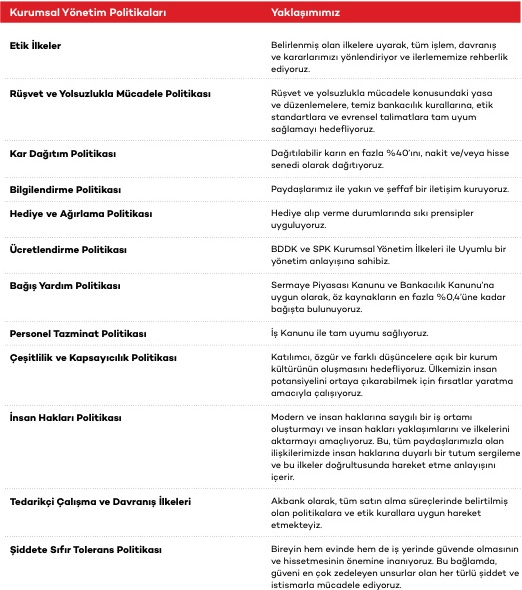 Kurumsal Yönetim Politikaları Yaklaşımımız
Etik İlkeler
Belirlenmiş olan ilkelere uyarak, tüm işlem, davranış
ve kararlarımızı yönlendiriyor ve ilerlememize rehberlik
ediyoruz.
Rüşvet ve Yolsuzlukla Mücadele Politikası
Rüşvet ve yolsuzlukla mücadele konusundaki yasa
ve düzenlemelere, temiz bankacılık kurallarına, etik
standartlara ve evrensel talimatlara tam uyum
sağlamayı hedefliyoruz.
Kar Dağıtım Politikası
Dağıtılabilir karın en fazla %40’ını, nakit ve/veya hisse
senedi olarak dağıtıyoruz.
Bilgilendirme Politikası
Paydaşlarımız ile yakın ve şeffaf bir iletişim kuruyoruz.
Hediye ve Ağırlama Politikası
Hediye alıp verme durumlarında sıkı prensipler
uyguluyoruz.
Ücretlendirme Politikası
BDDK ve SPK Kurumsal Yönetim İlkeleri ile Uyumlu bir
yönetim anlayışına sahibiz.
Bağış Yardım Politikası
Sermaye Piyasası Kanunu ve Bankacılık Kanunu’na
uygun olarak, öz kaynakların en fazla %0,4’üne kadar
bağışta bulunuyoruz.
Personel Tazminat Politikası
İş Kanunu ile tam uyumu sağlıyoruz.
Çeşitlilik ve Kapsayıcılık Politikası
Katılımcı, özgür ve farklı düşüncelere açık bir kurum
kültürünün oluşmasını hedefliyoruz. Ülkemizin insan
potansiyelini ortaya çıkarabilmek için fırsatlar yaratma
amacıyla çalışıyoruz.
İnsan Hakları Politikası
Modern ve insan haklarına saygılı bir iş ortamı
oluşturmayı ve insan hakları yaklaşımlarını ve ilkelerini
aktarmayı amaçlıyoruz. Bu, tüm paydaşlarımızla olan
ilişkilerimizde insan haklarına duyarlı bir tutum sergileme
ve bu ilkeler doğrultusunda hareket etme anlayışını
içerir.
Tedarikçi Çalışma ve Davranış İlkeleri
Akbank olarak, tüm satın alma süreçlerinde belirtilmiş
olan politikalara ve etik kurallara uygun hareket
etmekteyiz.
Şiddete Sıfır Tolerans Politikası
Bireyin hem evinde hem de iş yerinde güvende olmasının
ve hissetmesinin önemine inanıyoruz. Bu bağlamda,
güveni en çok zedeleyen unsurlar olan her türlü şiddet ve
istismarla mücadele ediyoruz.